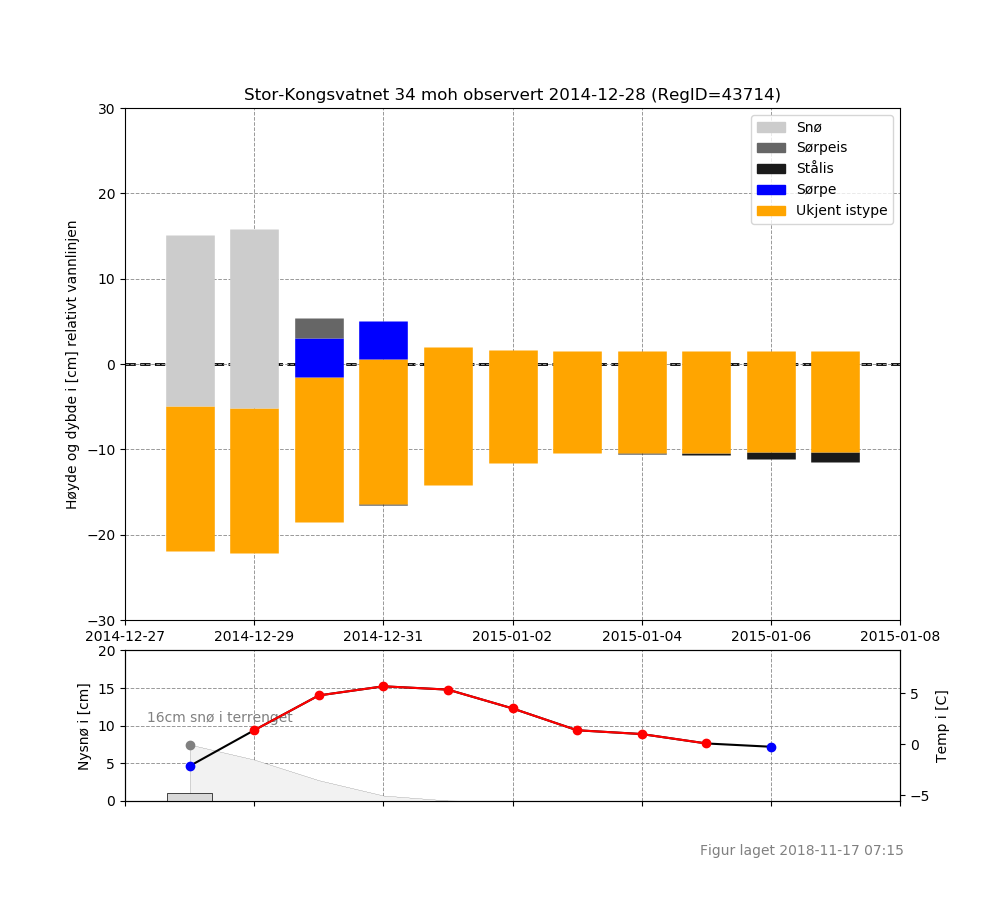 Stor-Kongsvatnet 34 moh observert 2014-12-28 (RegID=43714)
Høyde og dybde i [cm] relativt vannlinjen
30
20
10
0
−10
−20
−30
Snø
Sørpeis
Stålis
Sørpe
Ukjent istype
2014-12-27
2014-12-29
2014-12-31
2015-01-02
2015-01-04
2015-01-06
2015-01-08
Nysnø i [cm]
20
15
10
5
0
16cm snø i terrenget
5
0
−5
Temp i [C]
Figur laget 2018-11-17 07:15